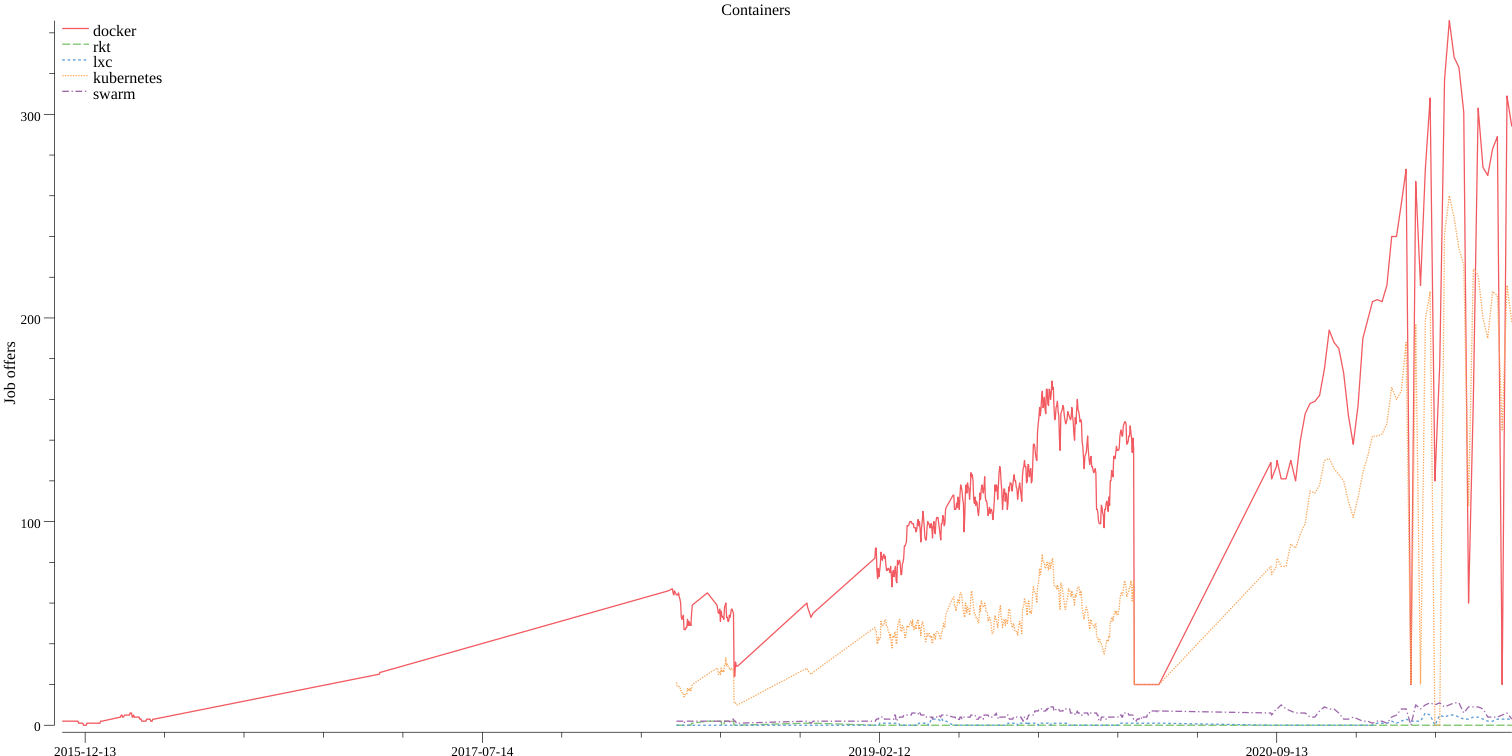 Containers
docker
rkt
lxc
kubernetes
swarm
300
200
100
0
Job offers
2015-12-13
2017-07-14
2019-02-12
2020-09-13